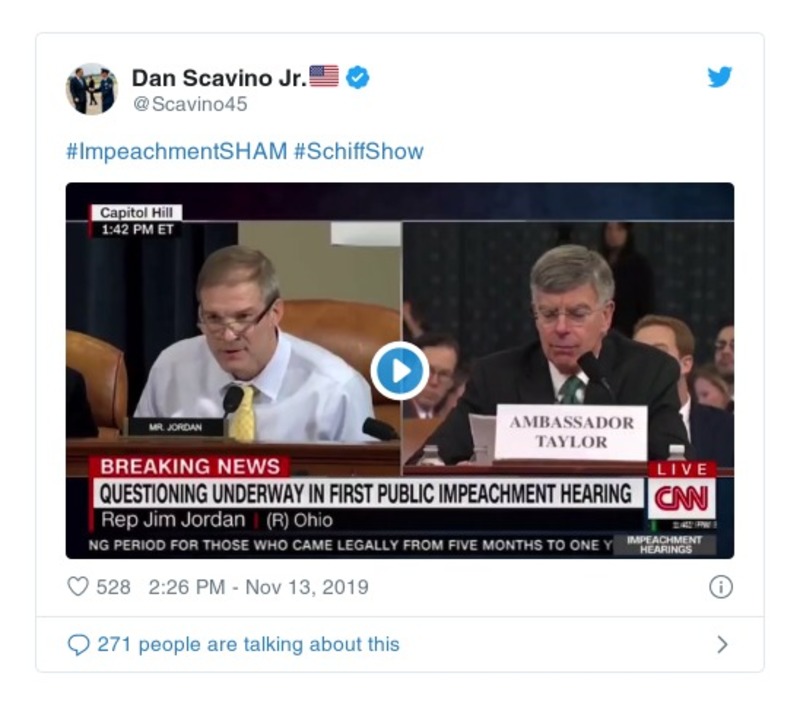 Dan Scavino Jr.
@Scavino45
#ImpeachmentSHAM #SchiffShow
Capitol Hill
1:42 PM ET
MR. JORDAN
AMBASSADOR
TAYLOR
BREAKING NEWS
LIVE
QUESTIONING UNDERWAY IN FIRST PUBLIC IMPEACHMENT HEARING
CNN
Rep Jim Jordan | (R) Ohio
NG PERIOD FOR THOSE WHO CAME LEGALLY FROM FIVE MONTHS TO ONE Y
IMPEACHMENT
HEARINGS
528 2:26 PM - Nov 13, 2019
271 people are talking about this